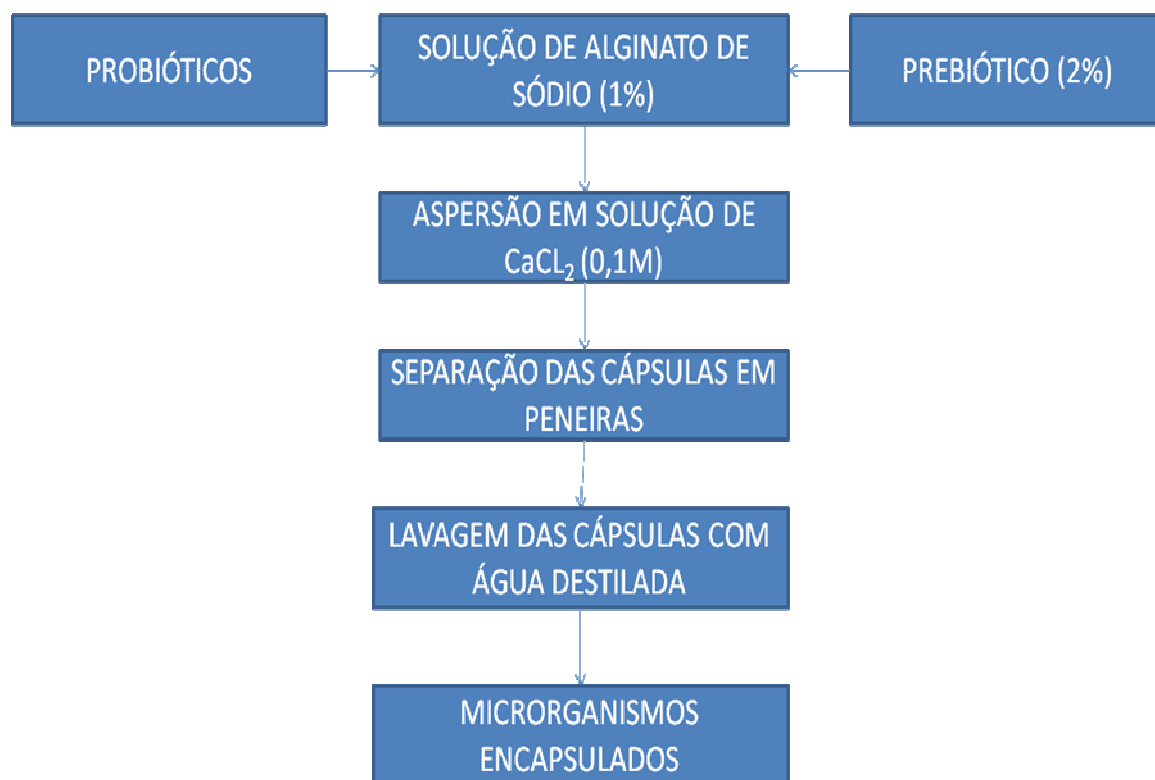 PROBIÓTICOS
SOLUÇÃO DE ALGINATO DE
SÓDIO (1%)
PREBIÓTICO (2%)
ASPERSÃO EM SOLUÇÃO DE
CaCL₂ (0,1M)
SEPARAÇÃO DAS CÁPSULAS EM
PENEIRAS
LAVAGEM DAS CÁPSULAS COM
ÁGUA DESTILADA
MICRORGANISMOS
ENCAPSULADOS